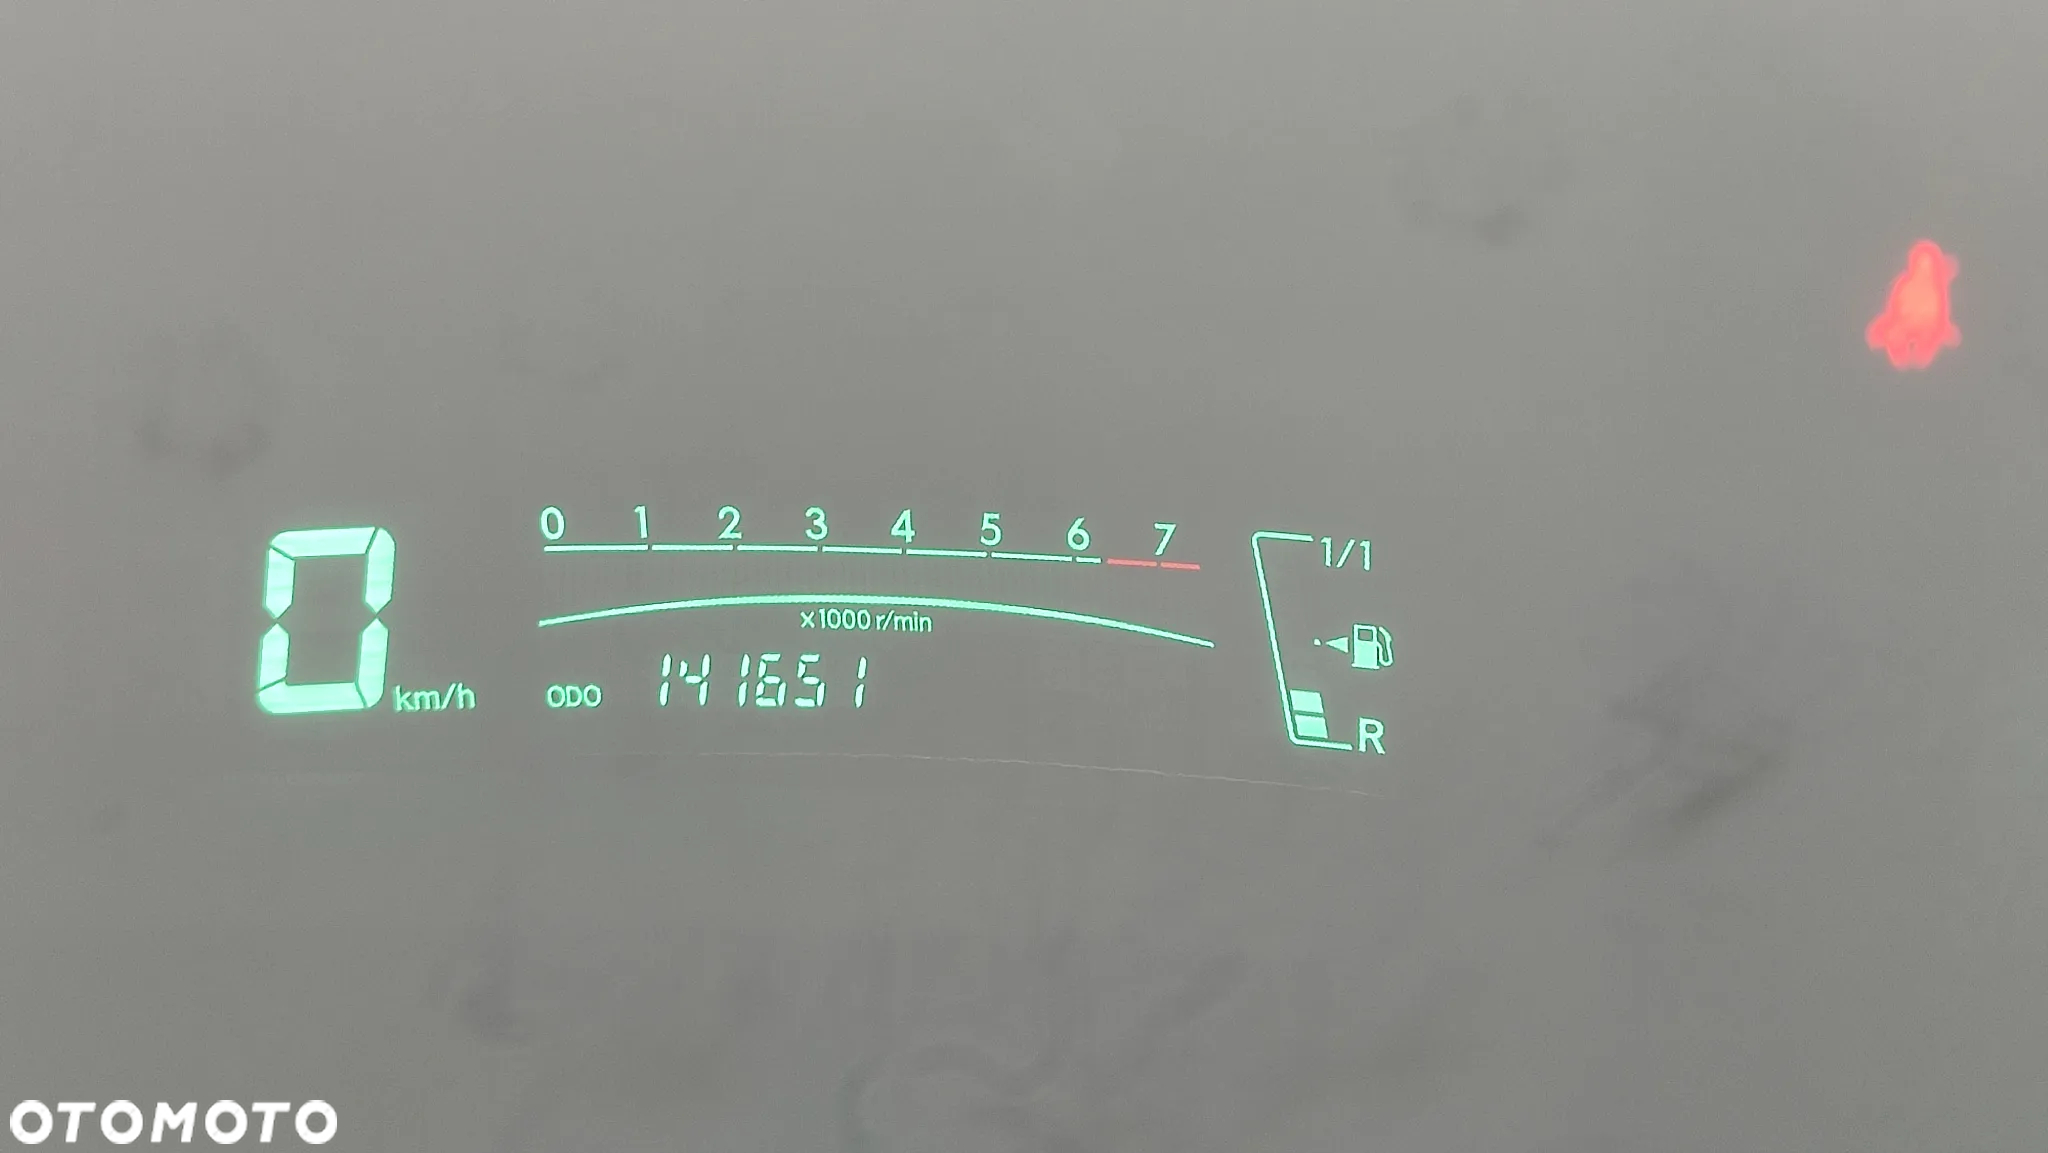 0 1 2 3 4 5 6 7
1/1
x1000 r/min
0 km/h
ODO 141651
R
OTOMOTO